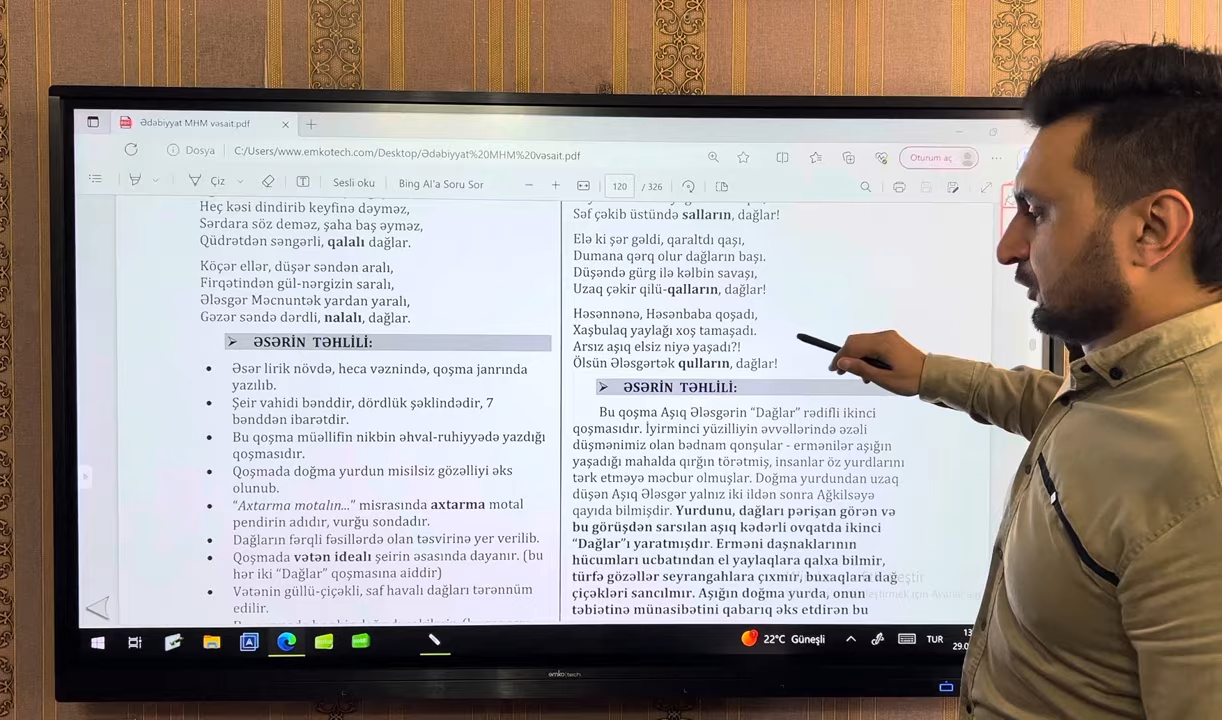 Ədəbiyyat MHM vəsait.pdf
Dosya
C:/Users/www.emkotech.com/Desktop/Ədəbiyyat%20MHM%20vəsait.pdf
Oturum aç
Çiz
Sesli oku
Bing AI'a Soru Sor
120 / 326
Heç kəsi dindirib keyfinə dəyməz,
Sərdara söz deməz, şaha baş əyməz,
Qüdrətdən səngərli, qalalı dağlar.
Köçər ellər, düşər səndən aralı,
Firqətindən gül-nərgizin saralı,
Ələsgər Məcnuntək yardan yaralı,
Gəzər səndə dərdli, nalalı, dağlar.
ƏSƏRİN TƏHLİLİ:
Əsər lirik növdə, heca vəznində, qoşma janrında
yazılıb.
Şeir vahidi bənddir, dördlük şəklindədir, 7
bənddən ibarətdir.
Bu qoşma müəllifin nikbin əhval-ruhiyyədə yazdığı
qoşmasıdır.
Qoşmada doğma yurdun misilsiz gözəlliyi əks
olunub.
“Axtarma motalın...” misrasında axtarma motal
pendirin adıdır, vurğu sondadır.
Dağların fərqli fəsillərdə olan təsvirinə yer verilib.
Qoşmada vətən idealı şeirin əsasında dayanır. (bu
hər iki “Dağlar” qoşmasına aiddir)
Vətənin güllü-çiçəkli, saf havalı dağları tərənnüm
edilir.
Səf çəkib üstündə salların, dağlar!
Elə ki şər gəldi, qaraltdı qaşı,
Dumana qərq olur dağların başı.
Düşəndə gürg ilə kəlbin savaşı,
Uzaq çəkir qilü-qalların, dağlar!
Həsənnənə, Həsənbaba qoşadı,
Xaşbulaq yaylağı xoş tamaşadı.
Arsız aşıq elsiz niyə yaşadı?!
Ölsün Ələsgərtək qulların, dağlar!
ƏSƏRİN TƏHLİLİ:
Bu qoşma Aşıq Ələsgərin “Dağlar” rədifli ikinci
qoşmasıdır. İyirminci yüzilliyin əvvəllərində əzəli
düşmənimiz olan bədnam qonşular - ermənilər aşığın
yaşadığı mahalda qırğın törətmiş, insanlar öz yurdlarını
tərk etməyə məcbur olmuşlar. Doğma yurdundan uzaq
düşən Aşıq Ələsgər yalnız iki ildən sonra Ağkilsəyə
qayıda bilmişdir. Yurdunu, dağları pərişan görən və
bu görüşdən sarsılan aşıq kədərli ovqatda ikinci
“Dağlar”ı yaratmışdır. Erməni daşnaklarının
hücumları ucbatından el yaylaqlara qalxa bilmir,
türfə gözəllər seyrangahlara çıxmır, buxaqlara dağ
çiçəkləri sancılmır. Aşığın doğma yurda, onun
təbiətinə münasibətini qabarıq əks etdirən bu
22°C Güneşli
TUR
emkotech